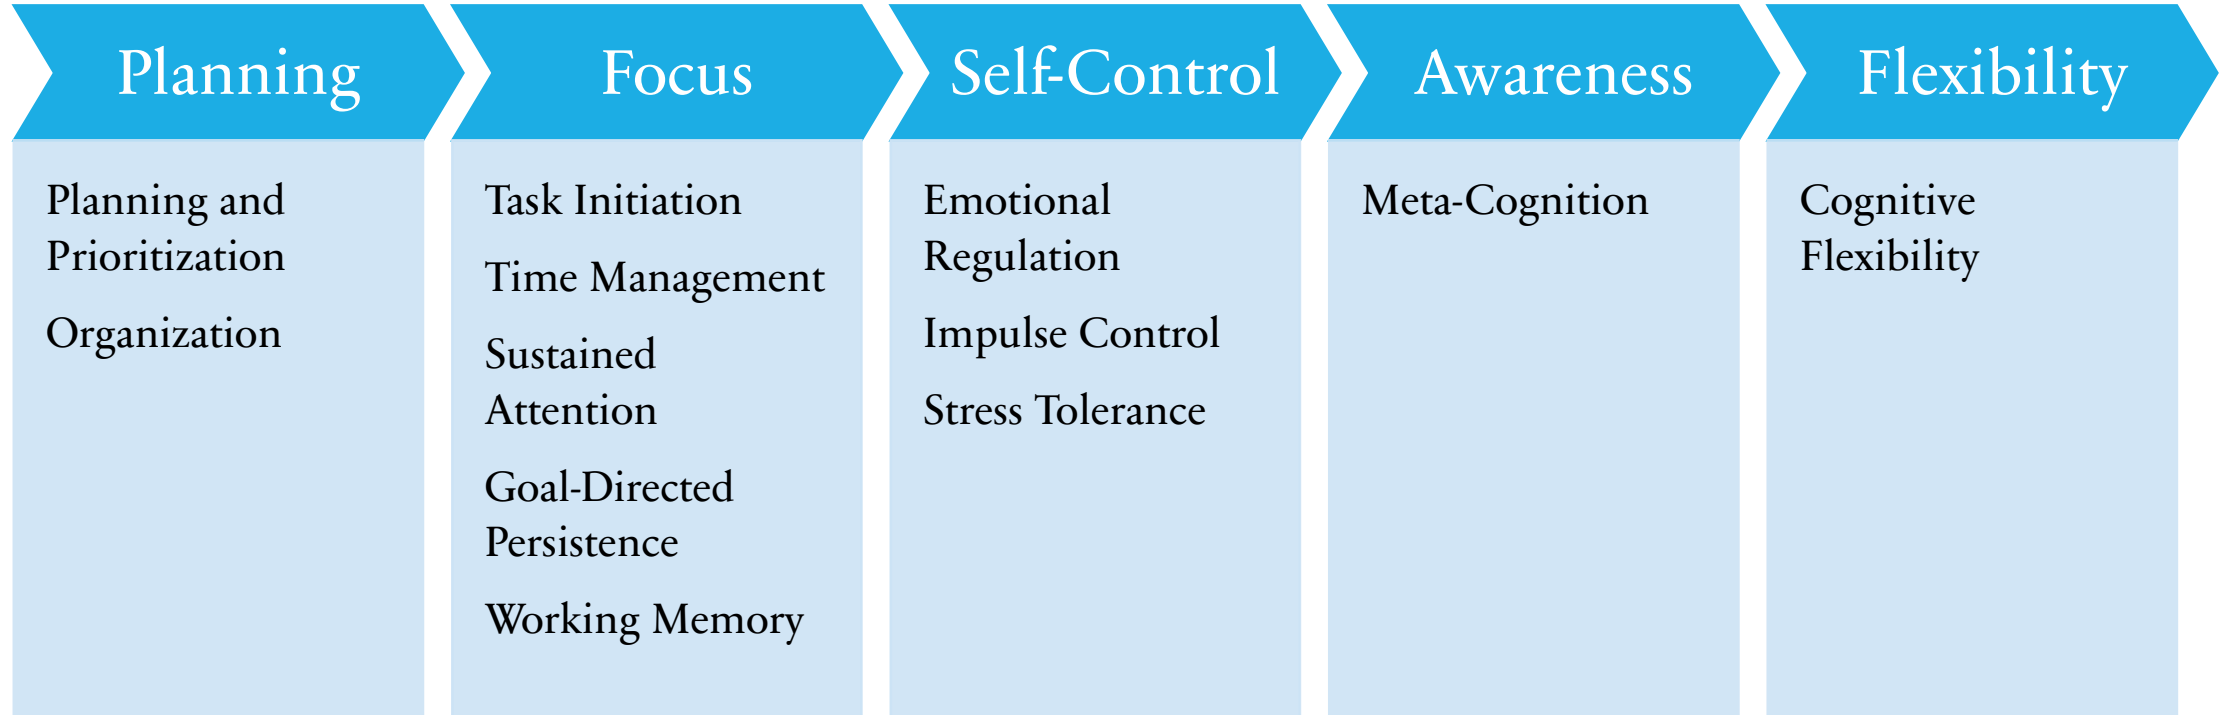 Planning
Planning and
Prioritization
Organization
Focus
Task Initiation
Time Management
Sustained
Attention
Goal-Directed
Persistence
Working Memory
Self-Control
Emotional
Regulation
Impulse Control
Stress Tolerance
Awareness
Meta-Cognition
Flexibility
Cognitive
Flexibility